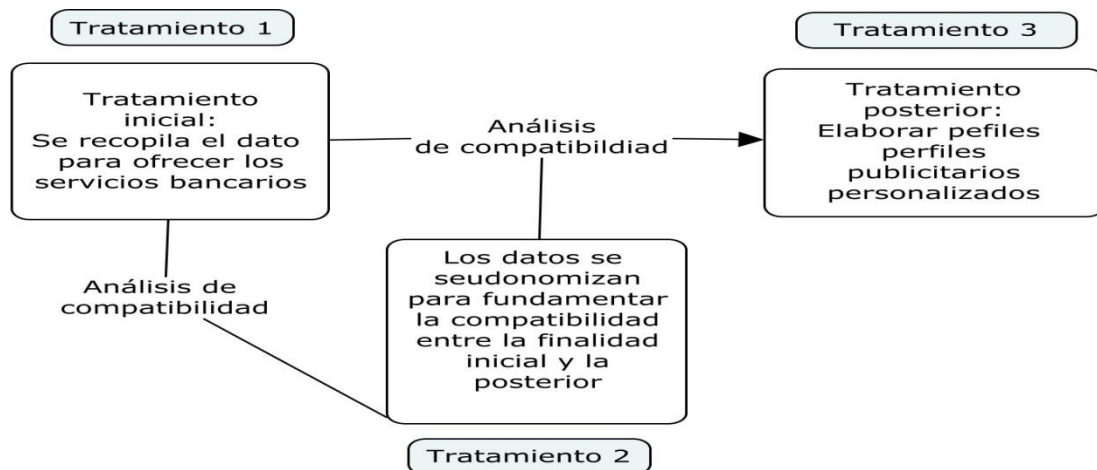 Tratamiento 1
Tratamiento
inicial:
Se recopila el dato
para ofrecer los
servicios bancarios
Análisis de
compatibilidad
Análisis
de compatibildiad
Los datos se
seudonomizan
para fundamentar
la compatibilidad
entre la finalidad
inicial y la
posterior
Tratamiento 2
Tratamiento 3
Tratamiento
posterior:
Elaborar pefiles
perfiles
publicitarios
personalizados